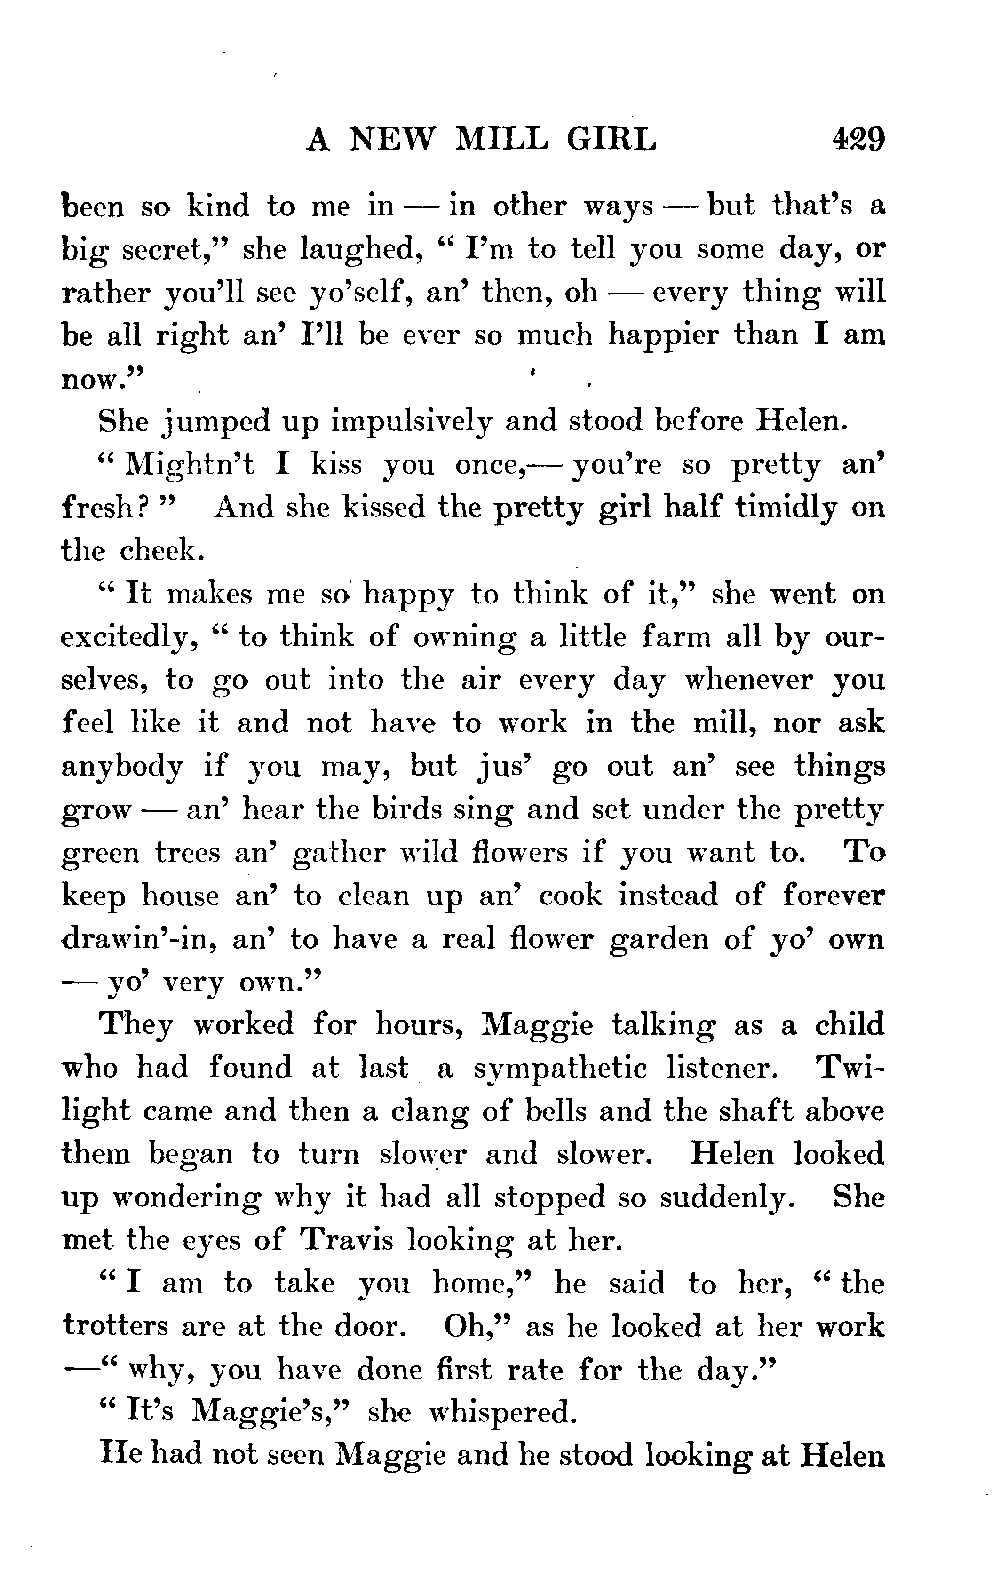 A NEW MILL GIRL 429
been so kind to me in — in other ways — but that's a
big secret," she laughed, " I'm to tell you some day, or
rather you'll see yo'self, an' then, oh — every thing will
be all right an' I'll be ever so much happier than I am
now."
She jumped up impulsively and stood before Helen.
" Mightn't I kiss you once,— you're so pretty an'
fresh? " And she kissed the pretty girl half timidly on
the cheek.
" It makes me so happy to think of it," she went on
excitedly, " to think of owning a little farm all by our-
selves, to go out into the air every day whenever you
feel like it and not have to work in the mill, nor ask
anybody if you may, but jus' go out an' see things
grow — an' hear the birds sing and set under the pretty
green trees an' gather wild flowers if you want to. To
keep house an' to clean up an' cook instead of forever
drawin'-in, an' to have a real flower garden of yo' own
— yo' very own."
They worked for hours, Maggie talking as a child
who had found at last a sympathetic listener. Twi-
light came and then a clang of bells and the shaft above
them began to turn slower and slower. Helen looked
up wondering why it had all stopped so suddenly. She
met the eyes of Travis looking at her.
" I am to take you home," he said to her, " the
trotters are at the door. Oh," as he looked at her work
—" why, you have done first rate for the day."
" It's Maggie's," she whispered.
He had not seen Maggie and he stood looking at Helen